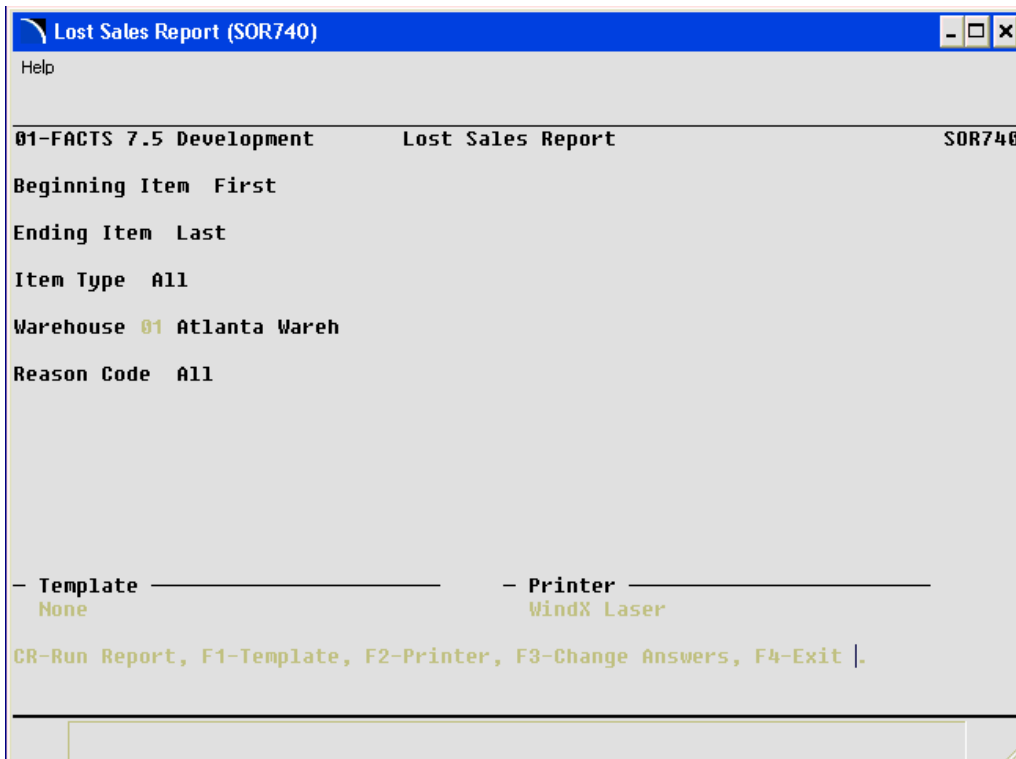 Lost Sales Report (SOR740)
Help
01-FACTS 7.5 Development Lost Sales Report SOR740
Beginning Item First
Ending Item Last
Item Type All
Warehouse 01 Atlanta Wareh
Reason Code All
Template Printer
None WindX Laser
CR-Run Report, F1-Template, F2-Printer, F3-Change Answers, F4-Exit .